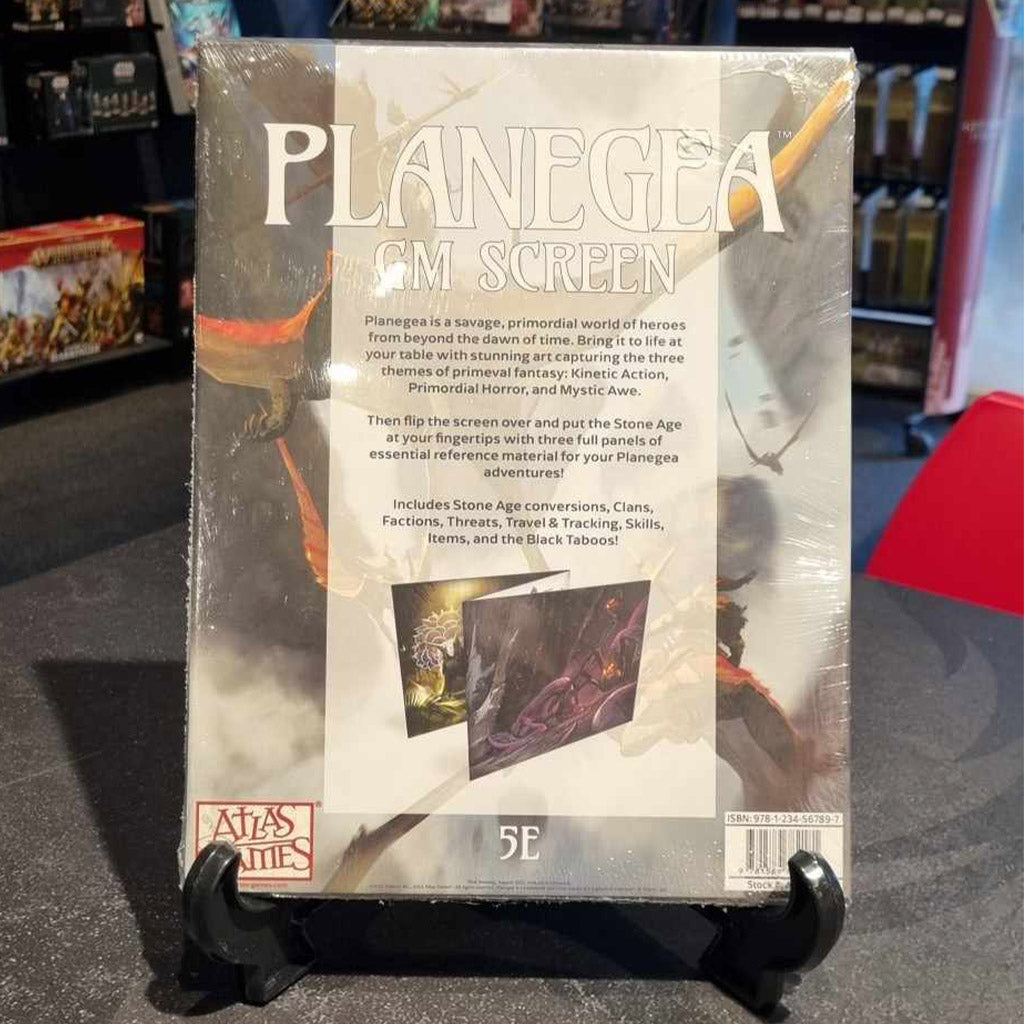 PLANEGEA™
GM SCREEN
Planegea is a savage, primordial world of heroes
from beyond the dawn of time. Bring it to life at
your table with stunning art capturing the three
themes of primeval fantasy: Kinetic Action,
Primordial Horror, and Mystic Awe.
Then flip the screen over and put the Stone Age
at your fingertips with three full panels of
essential reference material for your Planegea
adventures!
Includes Stone Age conversions, Clans,
Factions, Threats, Travel & Tracking, Skills,
Items, and the Black Taboos!
ATLAS®
GAMES
5E
ISBN: 978-1-234-56789-7
Stock